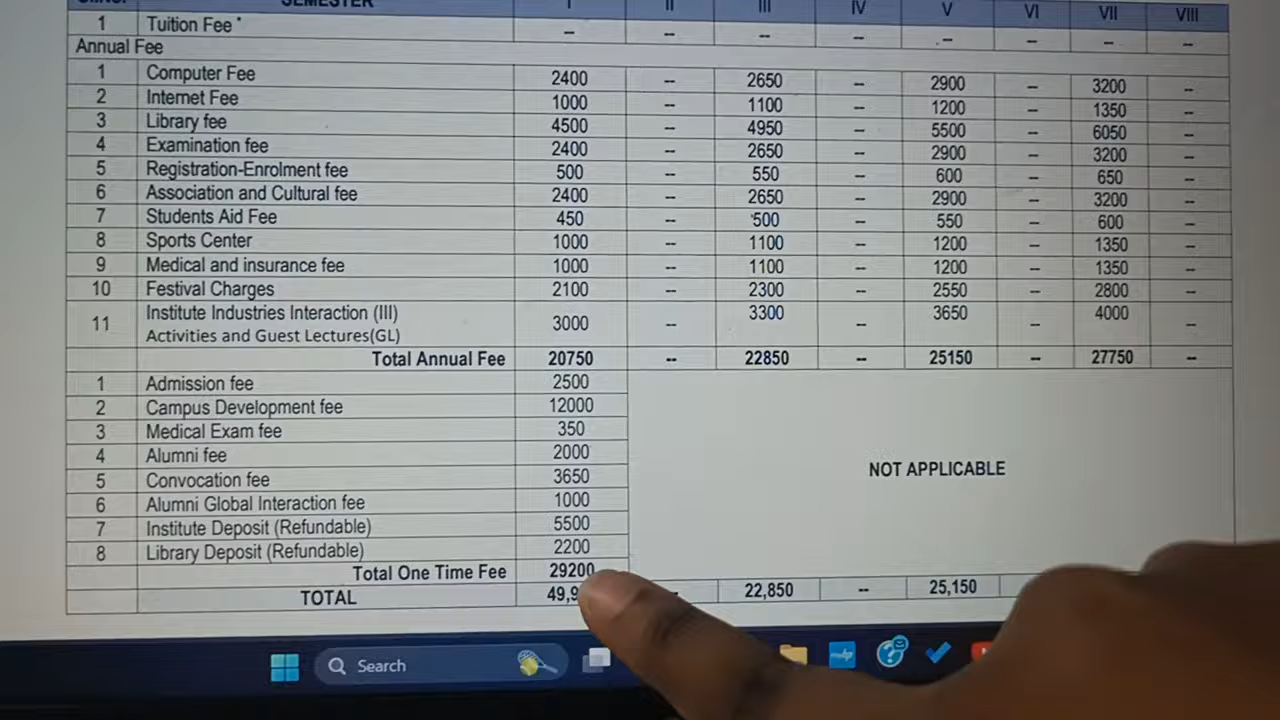 SEMESTER I II III IV V VI VII VIII
1 Tuition Fee * -- -- -- -- -- -- -- --
Annual Fee
1 Computer Fee 2400 -- 2650 -- 2900 -- 3200 --
2 Internet Fee 1000 -- 1100 -- 1200 -- 1350 --
3 Library fee 4500 -- 4950 -- 5500 -- 6050 --
4 Examination fee 2400 -- 2650 -- 2900 -- 3200 --
5 Registration-Enrolment fee 500 -- 550 -- 600 -- 650 --
6 Association and Cultural fee 2400 -- 2650 -- 2900 -- 3200 --
7 Students Aid Fee 450 -- 500 -- 550 -- 600 --
8 Sports Center 1000 -- 1100 -- 1200 -- 1350 --
9 Medical and insurance fee 1000 -- 1100 -- 1200 -- 1350 --
10 Festival Charges 2100 -- 2300 -- 2550 -- 2800 --
11 Institute Industries Interaction (III) 3000 -- 3300 -- 3650 -- 4000 --
Activities and Guest Lectures(GL)
Total Annual Fee 20750 -- 22850 -- 25150 -- 27750 --
1 Admission fee 2500
2 Campus Development fee 12000
3 Medical Exam fee 350
4 Alumni fee 2000
NOT APPLICABLE
5 Convocation fee 3650
6 Alumni Global Interaction fee 1000
7 Institute Deposit (Refundable) 5500
8 Library Deposit (Refundable) 2200
Total One Time Fee 29200
TOTAL 49,9 - 22,850 -- 25,150
Search